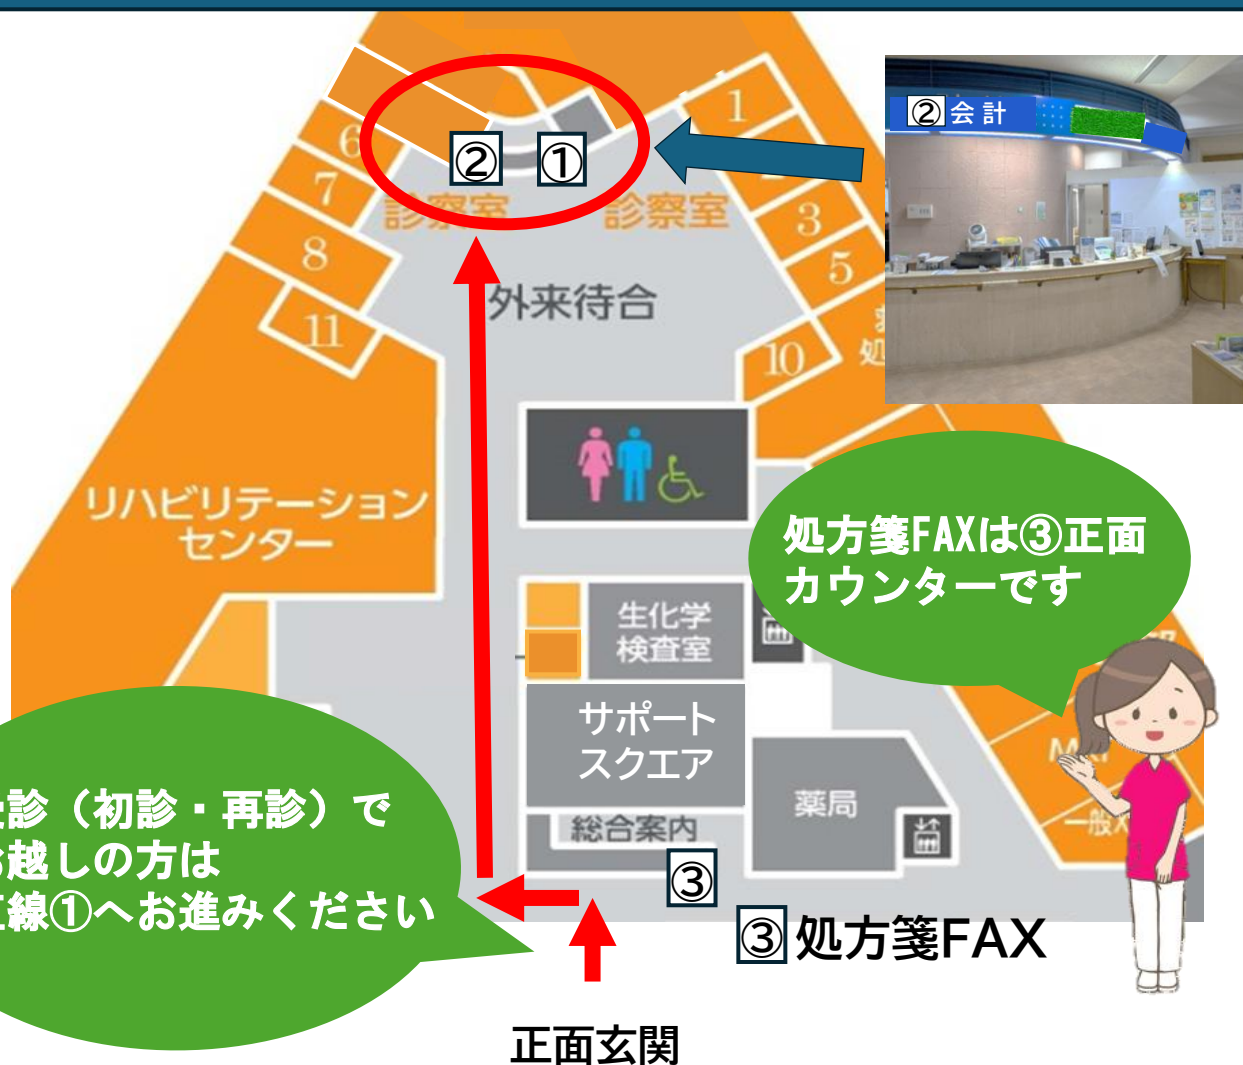 ②会計
1
6
②
①
7
診察室
診察室
3
8
5
外来待合
11
10
処
リハビリテーション
センター
処方箋FAXは③正面
カウンターです
生化学
検査室
サポート
スクエア
薬局
総合案内
一般X
診（初診・再診）で
越しの方は
線①へお進みください
③
③処方箋FAX
正面玄関